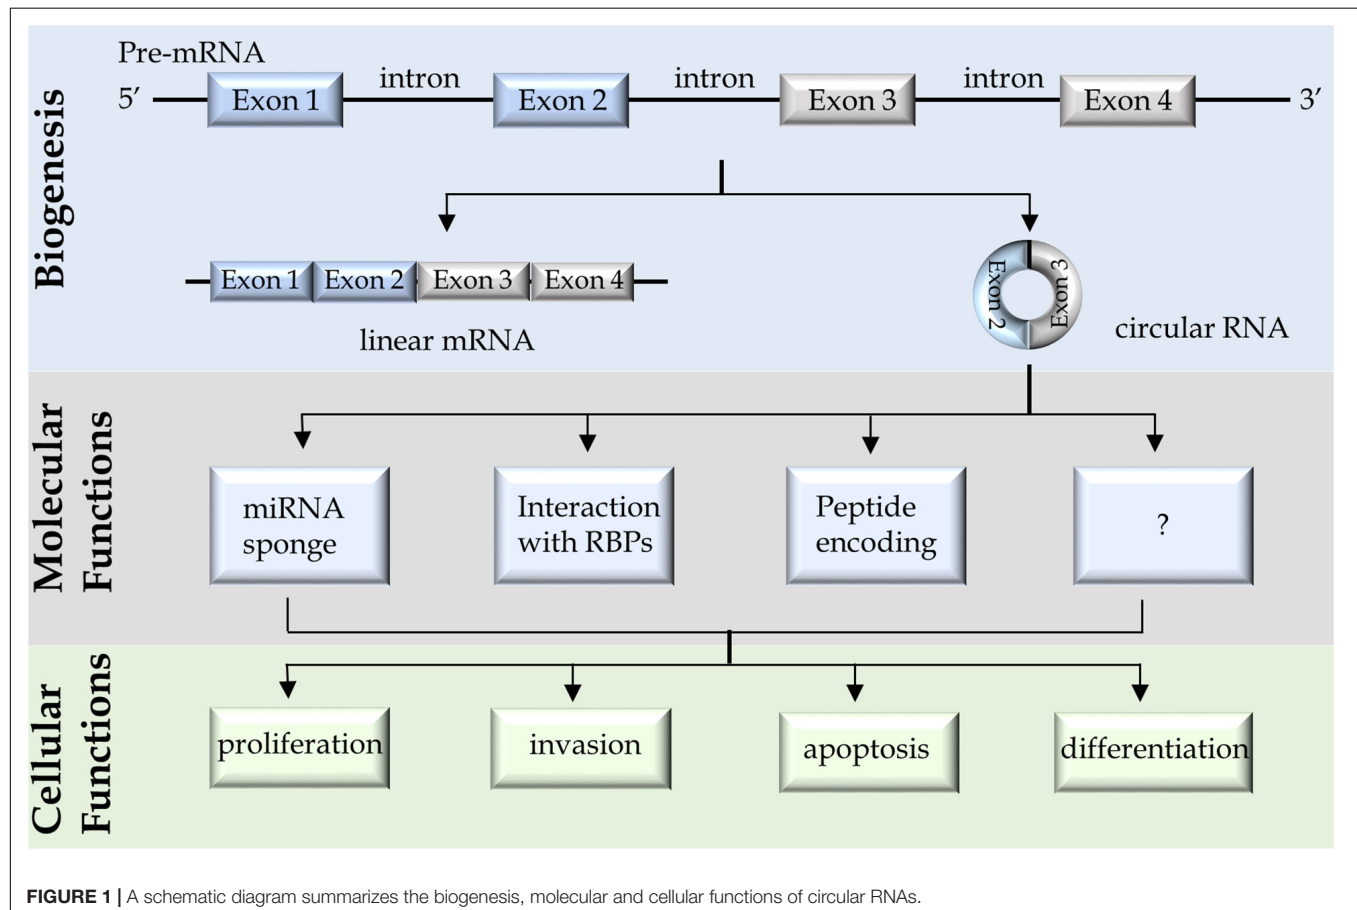 Biogenesis
Pre-mRNA
5′ Exon 1 intron Exon 2 intron Exon 3 intron Exon 4 3′
Exon 1 Exon 2 Exon 3 Exon 4
linear mRNA
Exon 2 Exon 3
circular RNA
Molecular
Functions
miRNA
sponge
Interaction
with RBPs
Peptide
encoding
?
Cellular
Functions
proliferation
invasion
apoptosis
differentiation
FIGURE 1 | A schematic diagram summarizes the biogenesis, molecular and cellular functions of circular RNAs.